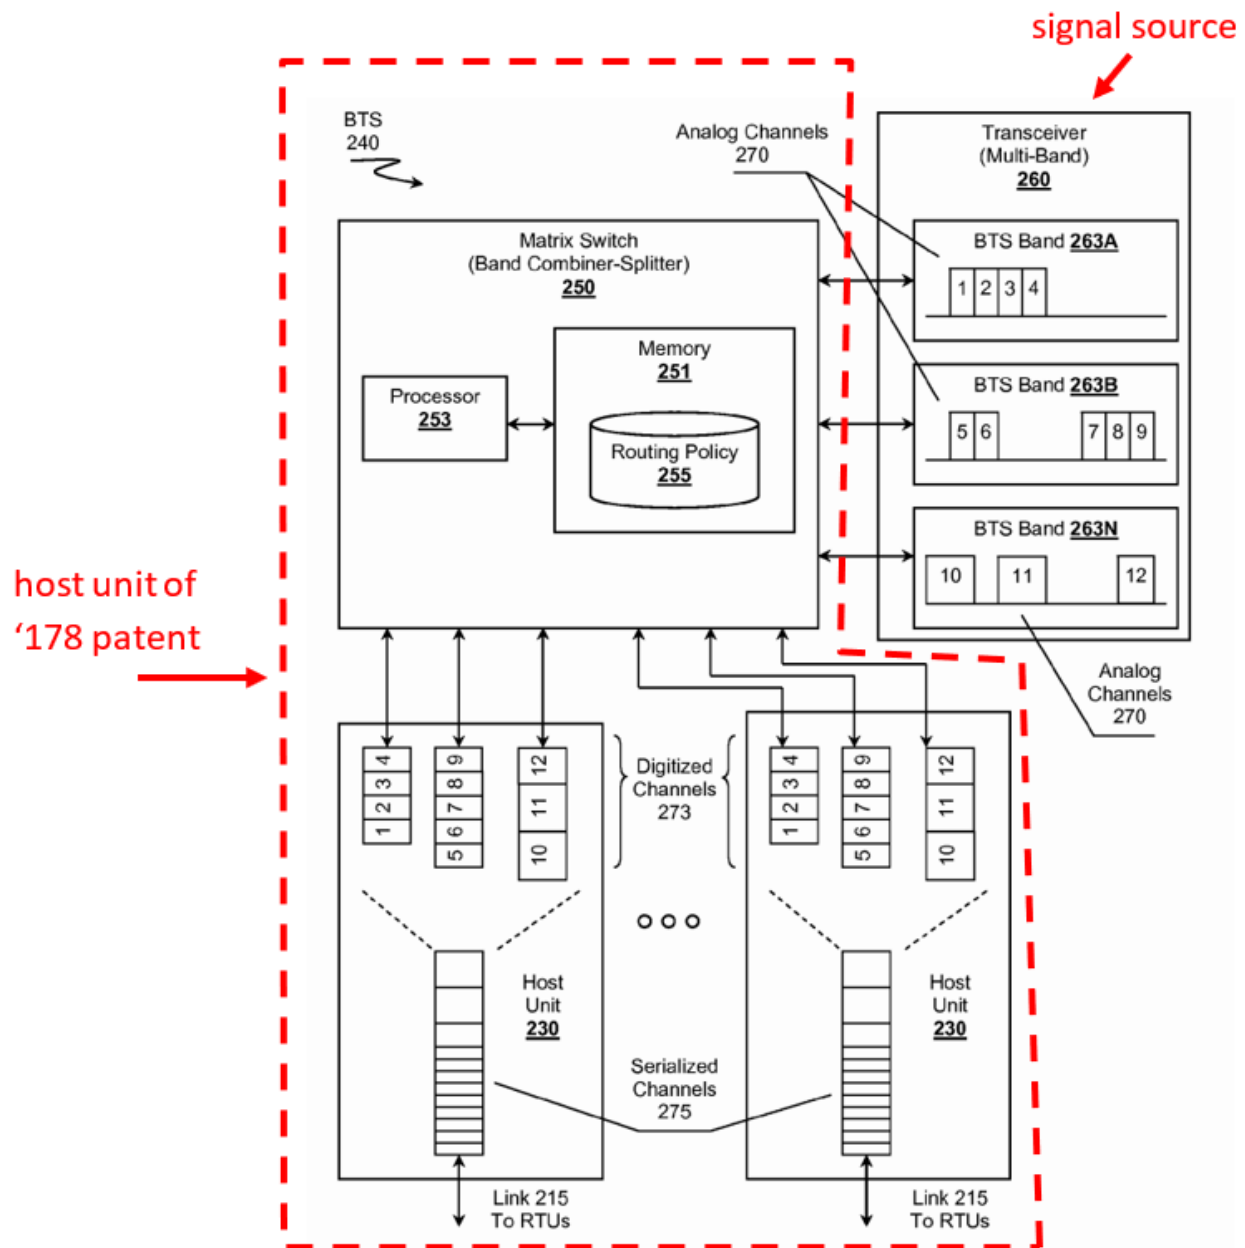 signal source
BTS
240
Analog Channels
270
Transceiver
(Multi-Band)
260
Matrix Switch
(Band Combiner-Splitter)
250
BTS Band 263A
1 2 3 4
Memory
251
Processor
253
Routing Policy
255
BTS Band 263B
5 6 7 8 9
BTS Band 263N
10 11 12
host unit of
‘178 patent
Analog
Channels
270
4
3
2
1
9
8
7
6
5
12
11
10
Digitized
Channels
273
4
3
2
1
9
8
7
6
5
12
11
10
Host
Unit
230
Host
Unit
230
Serialized
Channels
275
Link 215
To RTUs
Link 215
To RTUs